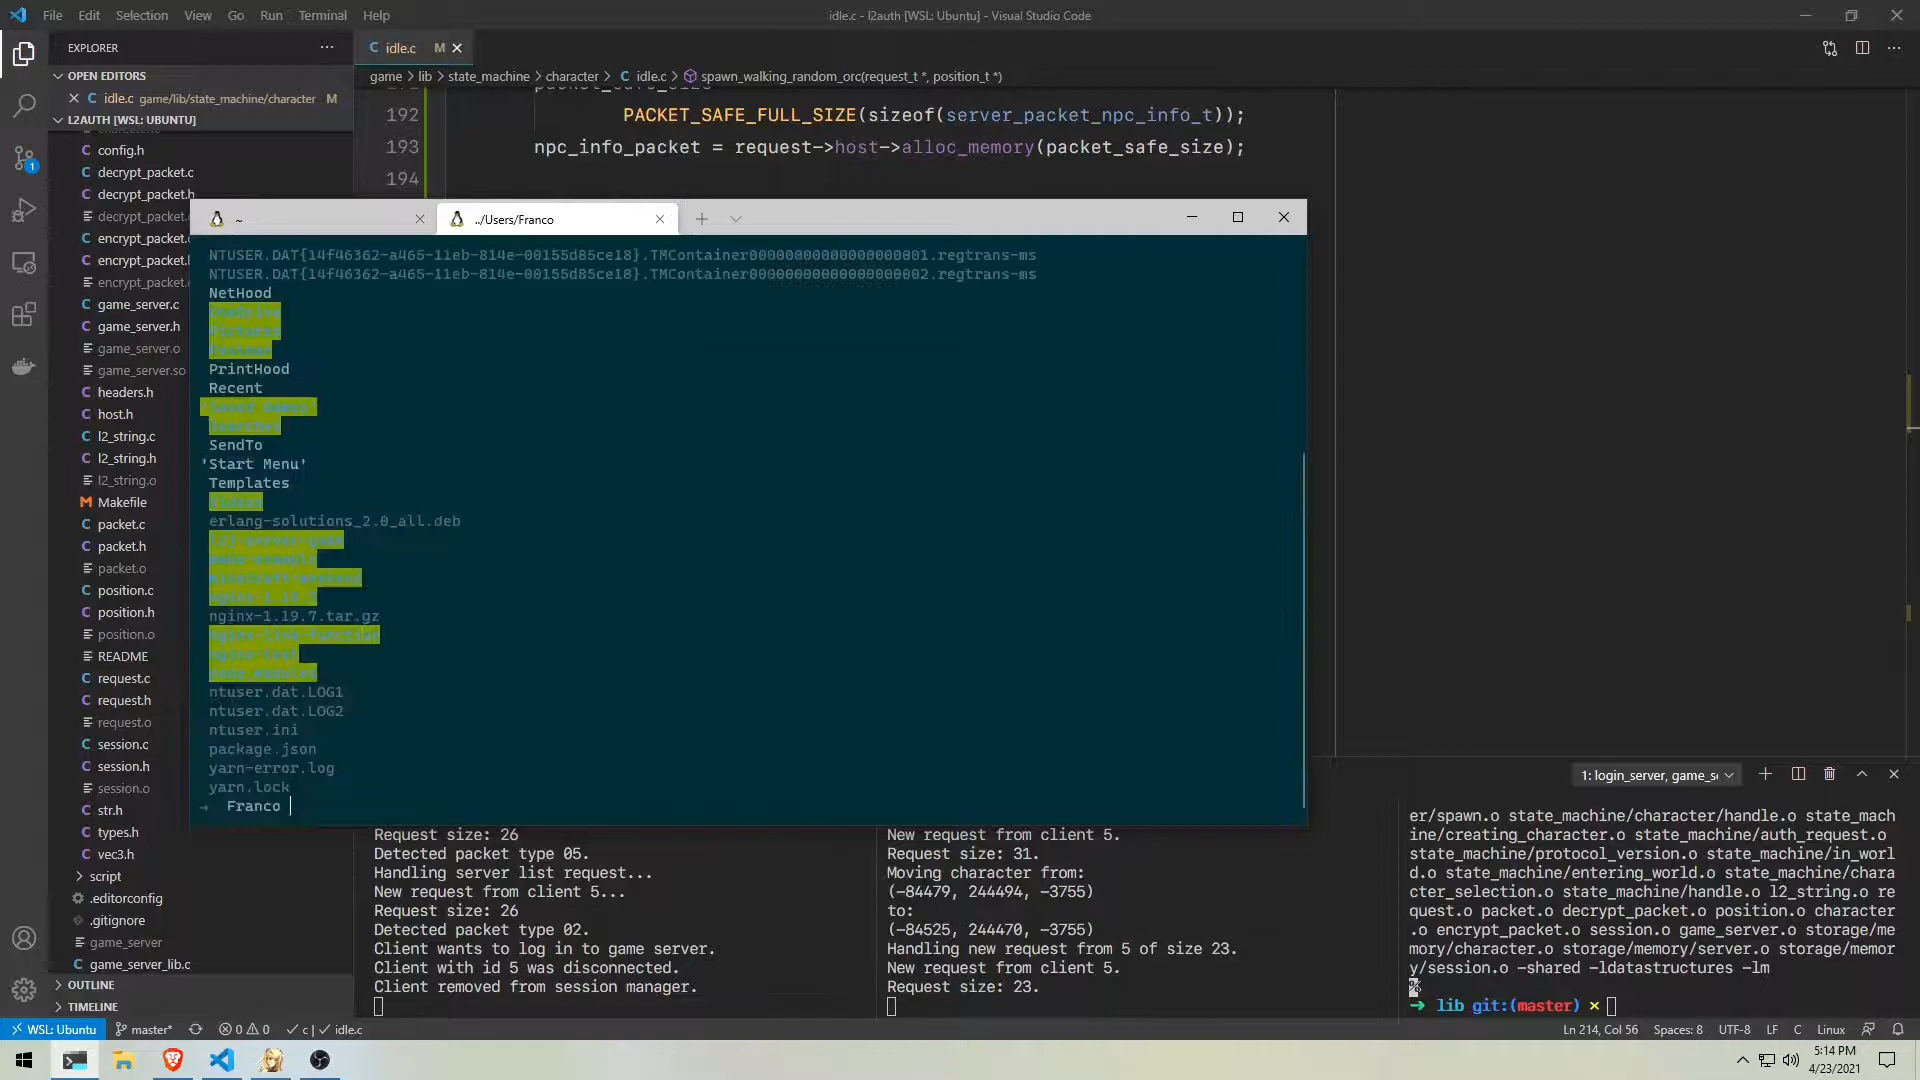 File Edit Selection View Go Run Terminal Help
idle.c - l2auth [WSL: Ubuntu] - Visual Studio Code
EXPLORER
OPEN EDITORS
idle.c game/lib/state_machine/character M
L2AUTH [WSL: UBUNTU]
config.h
decrypt_packet.c
decrypt_packet.h
decrypt_packet.
encrypt_packet.
encrypt_packet.
encrypt_packet.
game_server.c
game_server.h
game_server.o
game_server.so
headers.h
host.h
l2_string.c
l2_string.h
l2_string.o
Makefile
packet.c
packet.h
packet.o
position.c
position.h
position.o
README
request.c
request.h
request.o
session.c
session.h
session.o
str.h
types.h
vec3.h
script
.editorconfig
.gitignore
game_server
game_server_lib.c
OUTLINE
TIMELINE
idle.c M
game > lib > state_machine > character > C idle.c > spawn_walking_random_orc(request_t *, position_t *)
packet_safe_size
192 PACKET_SAFE_FULL_SIZE(sizeof(server_packet_npc_info_t));
193 npc_info_packet = request->host->alloc_memory(packet_safe_size);
194
~
../Users/Franco
NTUSER.DAT{14f46362-a465-11eb-814e-00155d85ce18}.TMContainer00000000000000000001.regtrans-ms
NTUSER.DAT{14f46362-a465-11eb-814e-00155d85ce18}.TMContainer00000000000000000002.regtrans-ms
NetHood
OneDrive
Pictures
PrintHood
Recent
'Saved Games'
Searches
SendTo
'Start Menu'
Templates
Videos
erlang-solutions_2.0_all.deb
nginx-1.19.7
nginx-1.19.7.tar.gz
nginx-link-function
nginx-test
node_modules
ntuser.dat.LOG1
ntuser.dat.LOG2
ntuser.ini
package.json
yarn-error.log
yarn.lock
→ Franco
1: login_server, game_s
Request size: 26
Detected packet type 05.
Handling server list request...
New request from client 5...
Request size: 26
Detected packet type 02.
Client wants to log in to game server.
Client with id 5 was disconnected.
Client removed from session manager.
New request from client 5.
Request size: 31.
Moving character from:
(-84479, 244494, -3755)
to:
(-84525, 244470, -3755)
Handling new request from 5 of size 23.
New request from client 5.
Request size: 23.
er/spawn.o state_machine/character/handle.o state_mach
ine/creating_character.o state_machine/auth_request.o
state_machine/protocol_version.o state_machine/in_worl
d.o state_machine/entering_world.o state_machine/chara
cter_selection.o state_machine/handle.o l2_string.o re
quest.o packet.o decrypt_packet.o position.o character
.o encrypt_packet.o session.o game_server.o storage/me
mory/character.o storage/memory/server.o storage/memor
y/session.o -shared -ldatastructures -lm
%
→ lib git:(master) ×
WSL: Ubuntu master* 0 0 c | idle.c
Ln 214, Col 56 Spaces: 8 UTF-8 LF C Linux
5:14 PM
4/23/2021